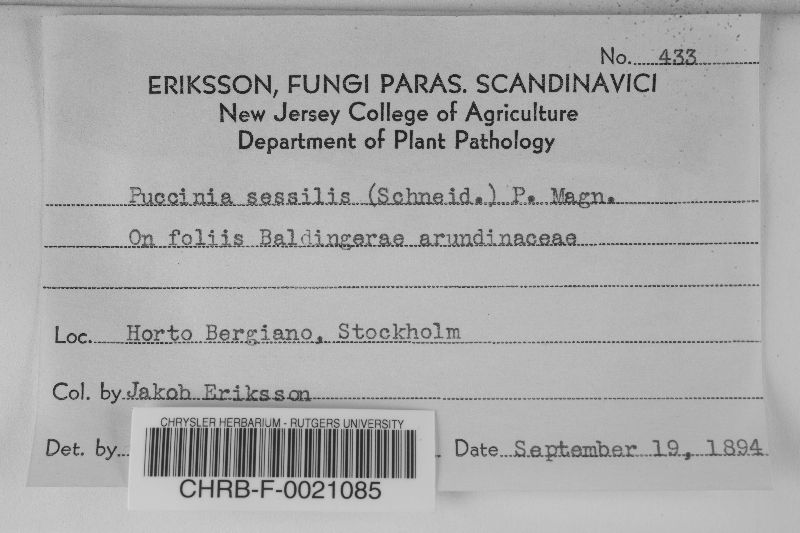 No. 433
ERIKSSON, FUNGI PARAS. SCANDINAVICI
New Jersey College of Agriculture
Department of Plant Pathology
Puccinia sessilis (Schneid.) P. Magn.
On foliis Baldingerae arundinaceae
Loc. Horto Bergiano, Stockholm
Col. by Jakob Eriksson
Det. by
Date September 19, 1894
CHRYSLER HERBARIUM - RUTGERS UNIVERSITY
CHRB-F-0021085